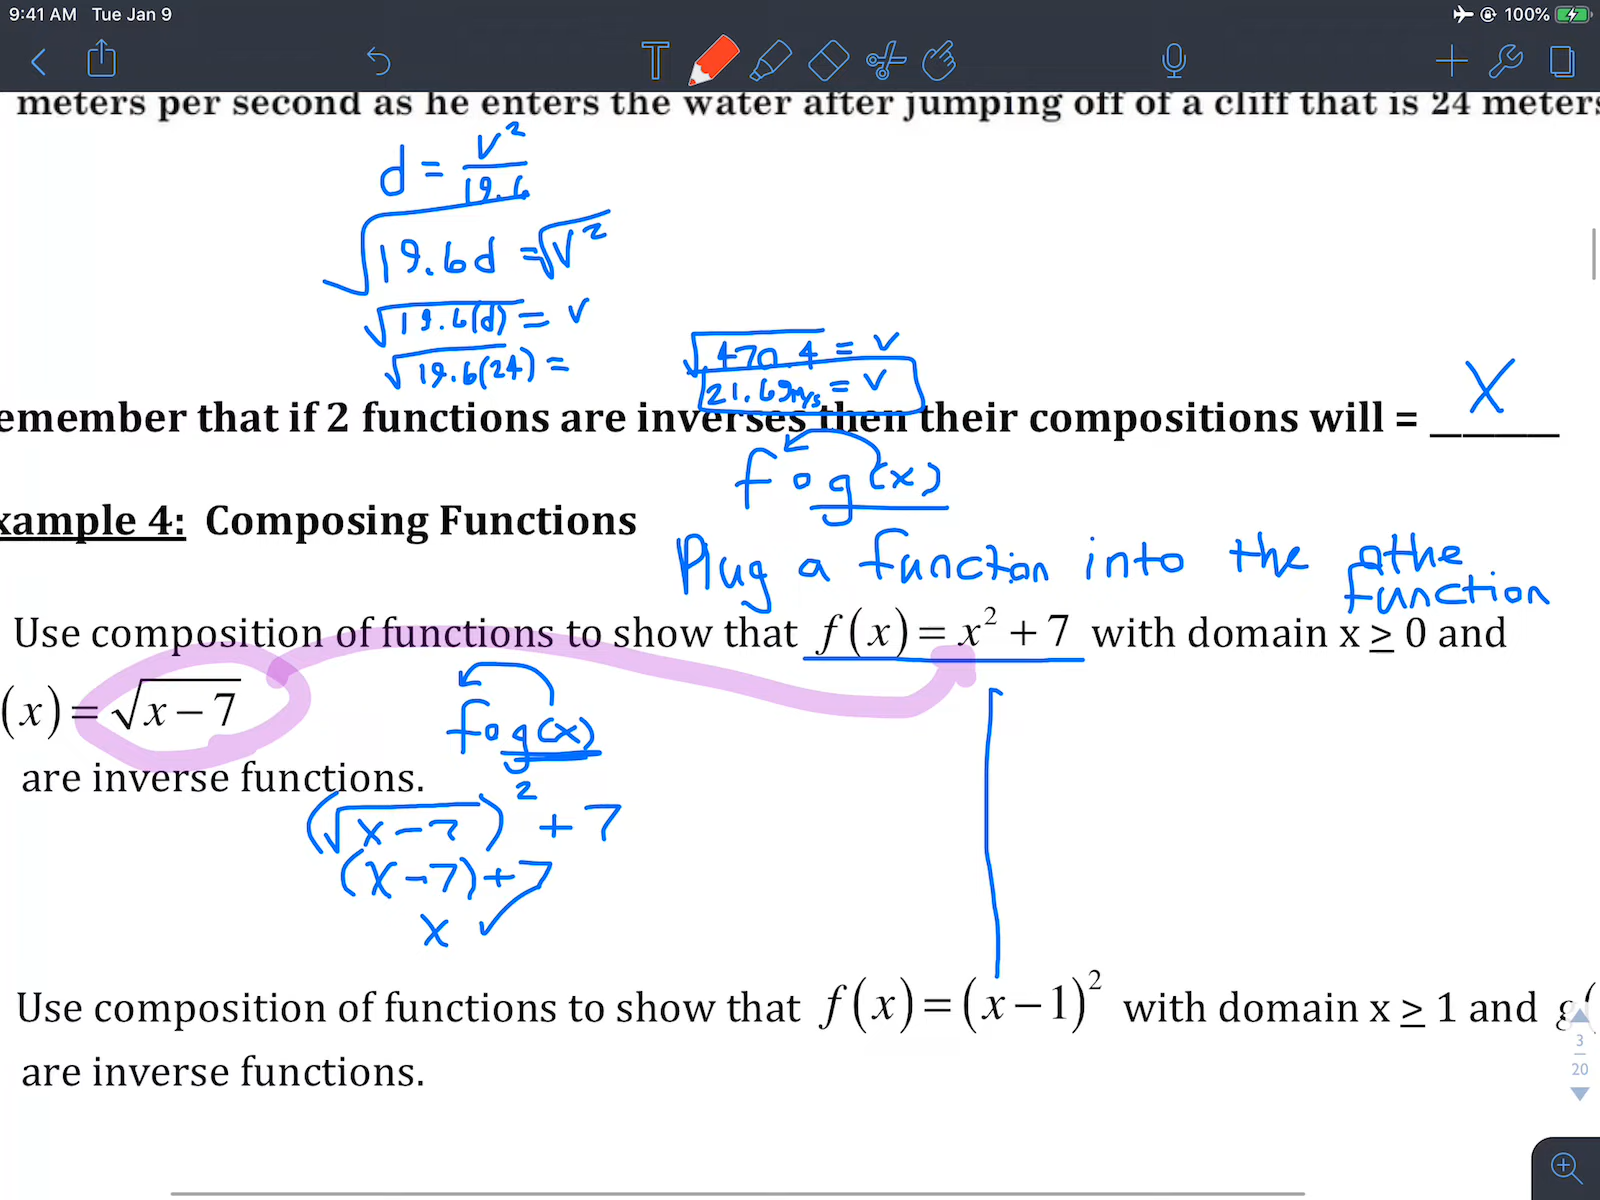 9:41 AM Tue Jan 9
100%
meters per second as he enters the water after jumping off of a cliff that is 24 meters
d = v²/19.6
√19.6d = √v²
√19.6(d) = v
√19.6(24) =
√470.4 = v
21.69 m/s = v
emember that if 2 functions are inverses then their compositions will = x
f∘g(x)
xample 4: Composing Functions
Plug a function into the othe
function
Use composition of functions to show that f(x) = x² + 7 with domain x ≥ 0 and
(x) = √x − 7
f∘g(x)
are inverse functions.
(√x − 7)² + 7
(x − 7) + 7
x ✓
Use composition of functions to show that f(x) = (x − 1)² with domain x ≥ 1 and g(
are inverse functions.
3
20